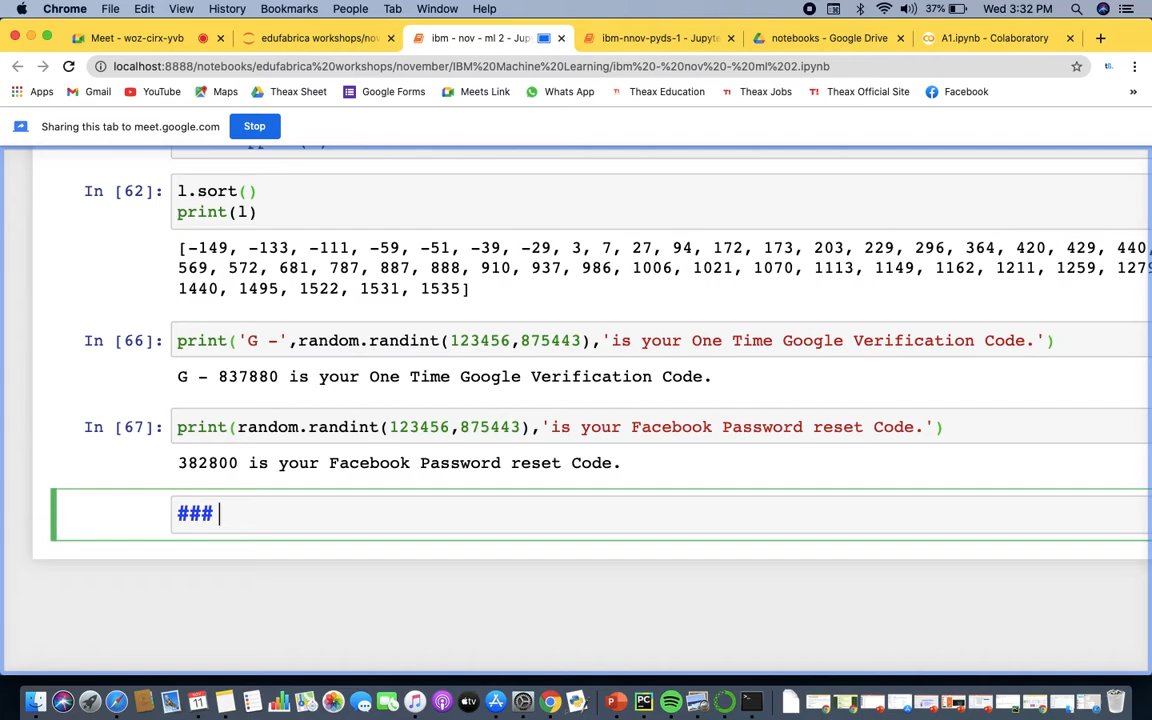 Chrome File Edit View History Bookmarks People Tab Window Help 37% Wed 3:32 PM
Meet - woz-cirx-yvb
edufabrica workshops/nov
ibm - nov - ml 2 - Jup
ibm-nnov-pyds-1 - Jupyte
notebooks - Google Drive
A1.ipynb - Colaboratory
localhost:8888/notebooks/edufabrica%20workshops/november/IBM%20Machine%20Learning/ibm%20-%20nov%20-%20ml%202.ipynb
Apps Gmail YouTube Maps Theax Sheet Google Forms Meets Link Whats App Theax Education Theax Jobs Theax Official Site Facebook »
Sharing this tab to meet.google.com Stop
In [62]: l.sort()
print(l)
[-149, -133, -111, -59, -51, -39, -29, 3, 7, 27, 94, 172, 173, 203, 229, 296, 364, 420, 429, 440,
569, 572, 681, 787, 887, 888, 910, 937, 986, 1006, 1021, 1070, 1113, 1149, 1162, 1211, 1259, 1279
1440, 1495, 1522, 1531, 1535]
In [66]: print('G -',random.randint(123456,875443),'is your One Time Google Verification Code.')
G - 837880 is your One Time Google Verification Code.
In [67]: print(random.randint(123456,875443),'is your Facebook Password reset Code.')
382800 is your Facebook Password reset Code.
###